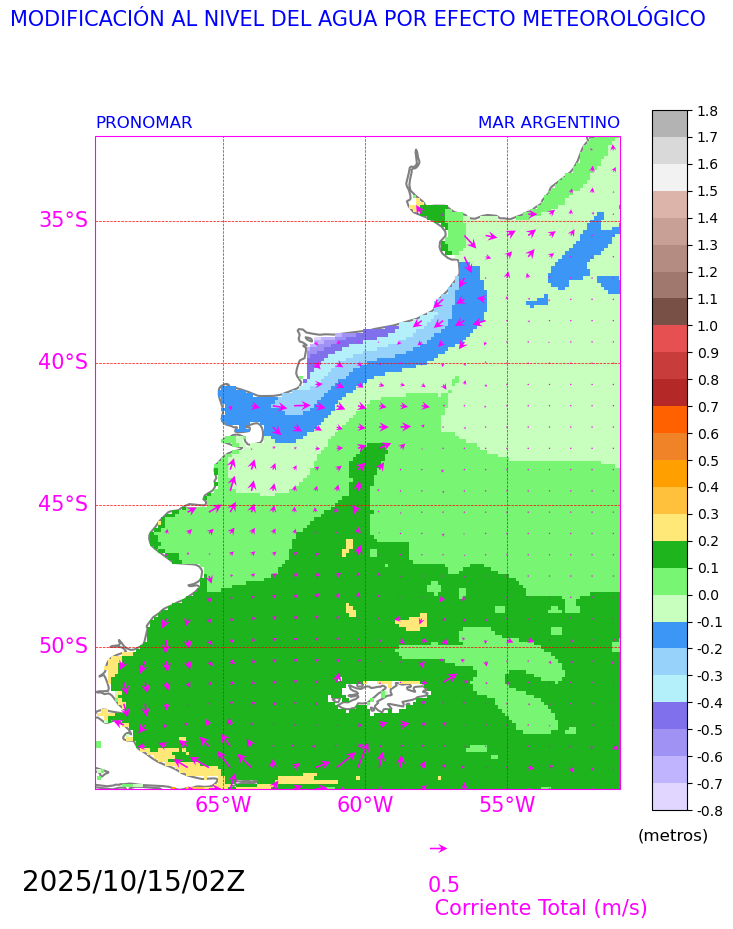 MODIFICACIÓN AL NIVEL DEL AGUA POR EFECTO METEOROLÓGICO
PRONOMAR
MAR ARGENTINO
35°S
40°S
45°S
50°S
65°W
60°W
55°W
1.8
1.7
1.6
1.5
1.4
1.3
1.2
1.1
1.0
0.9
0.8
0.7
0.6
0.5
0.4
0.3
0.2
0.1
0.0
-0.1
-0.2
-0.3
-0.4
-0.5
-0.6
-0.7
-0.8
(metros)
2025/10/15/02Z
0.5
Corriente Total (m/s)